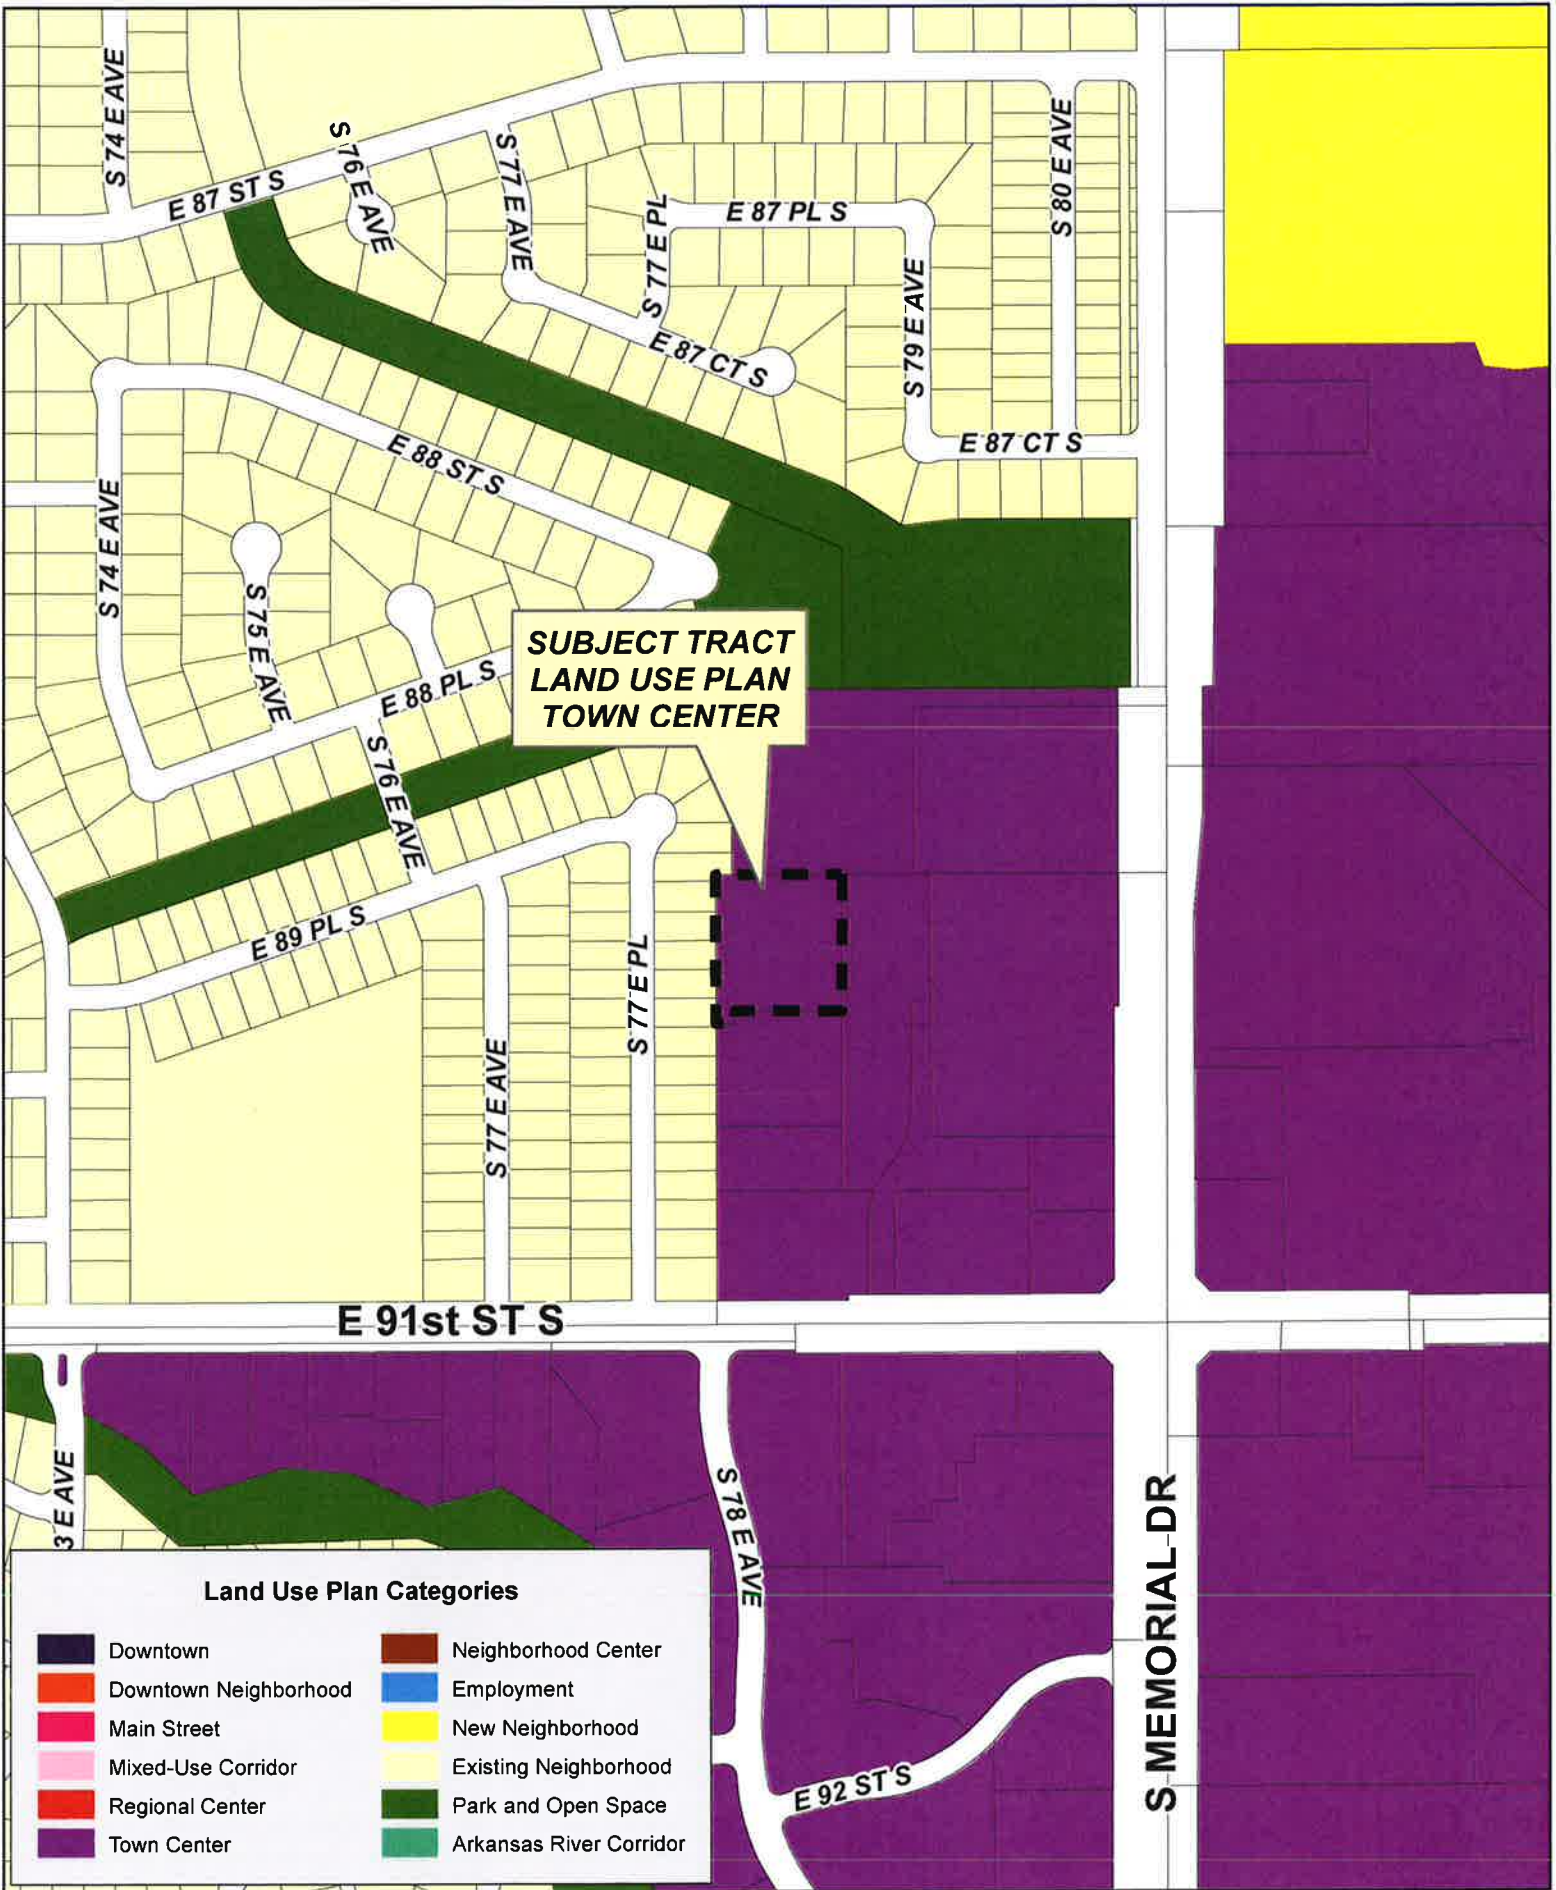 S 74 E AVE
E 87 ST S
S 76 E AVE
S 77 E AVE
S 77 E PL
E 87 PL S
S 80 E AVE
S 79 E AVE
E 87 CT S
E 87 CT S
E 88 ST S
S 74 E AVE
S 75 E AVE
E 88 PL S
SUBJECT TRACT
LAND USE PLAN
TOWN CENTER
S 76 E AVE
E 89 PL S
S 77 E PL
S 77 E AVE
E 91st ST S
3 E AVE
S 78 E AVE
S MEMORIAL DR
E 92 ST S
Land Use Plan Categories
Downtown
Downtown Neighborhood
Main Street
Mixed-Use Corridor
Regional Center
Town Center
Neighborhood Center
Employment
New Neighborhood
Existing Neighborhood
Park and Open Space
Arkansas River Corridor